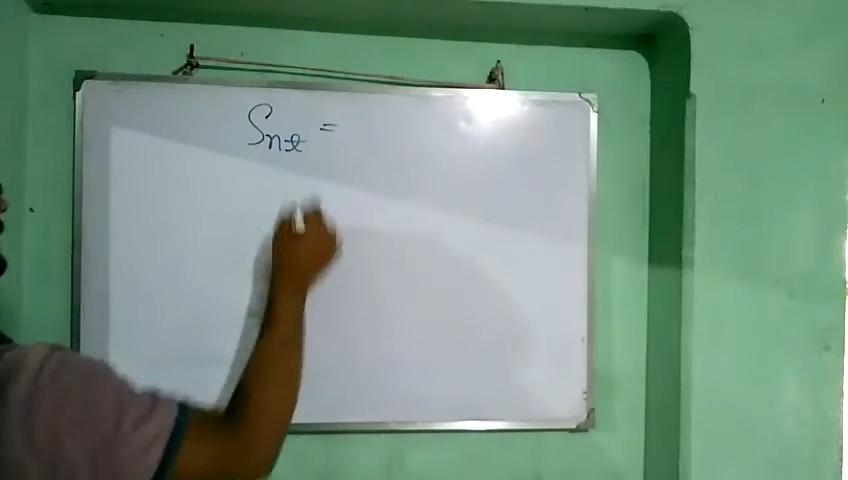 Snth =